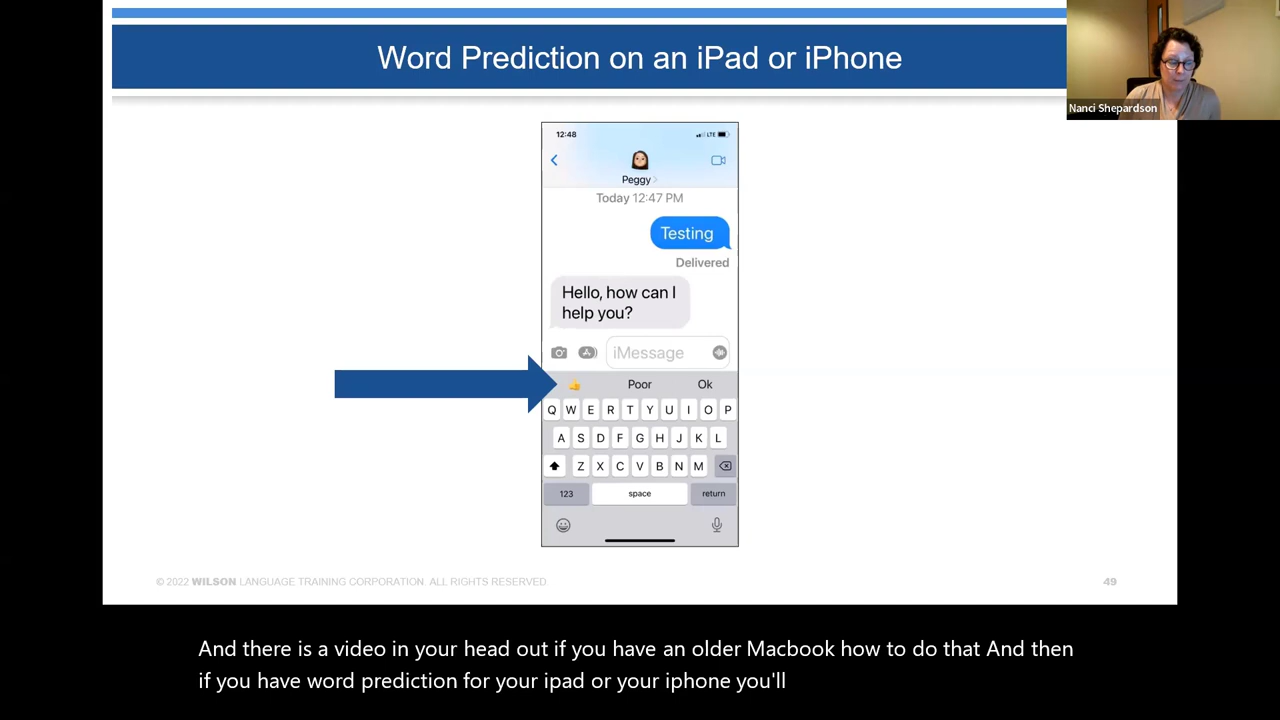 Word Prediction on an iPad or iPhone
Nanci Shepardson
12:48
LTE
Peggy
Today 12:47 PM
Testing
Delivered
Hello, how can I
help you?
iMessage
👍 Poor Ok
Q W E R T Y U I O P
A S D F G H J K L
Z X C V B N M
123 space return
© 2022 WILSON LANGUAGE TRAINING CORPORATION. ALL RIGHTS RESERVED
49
And there is a video in your head out if you have an older Macbook how to do that And then
if you have word prediction for your ipad or your iphone you'll